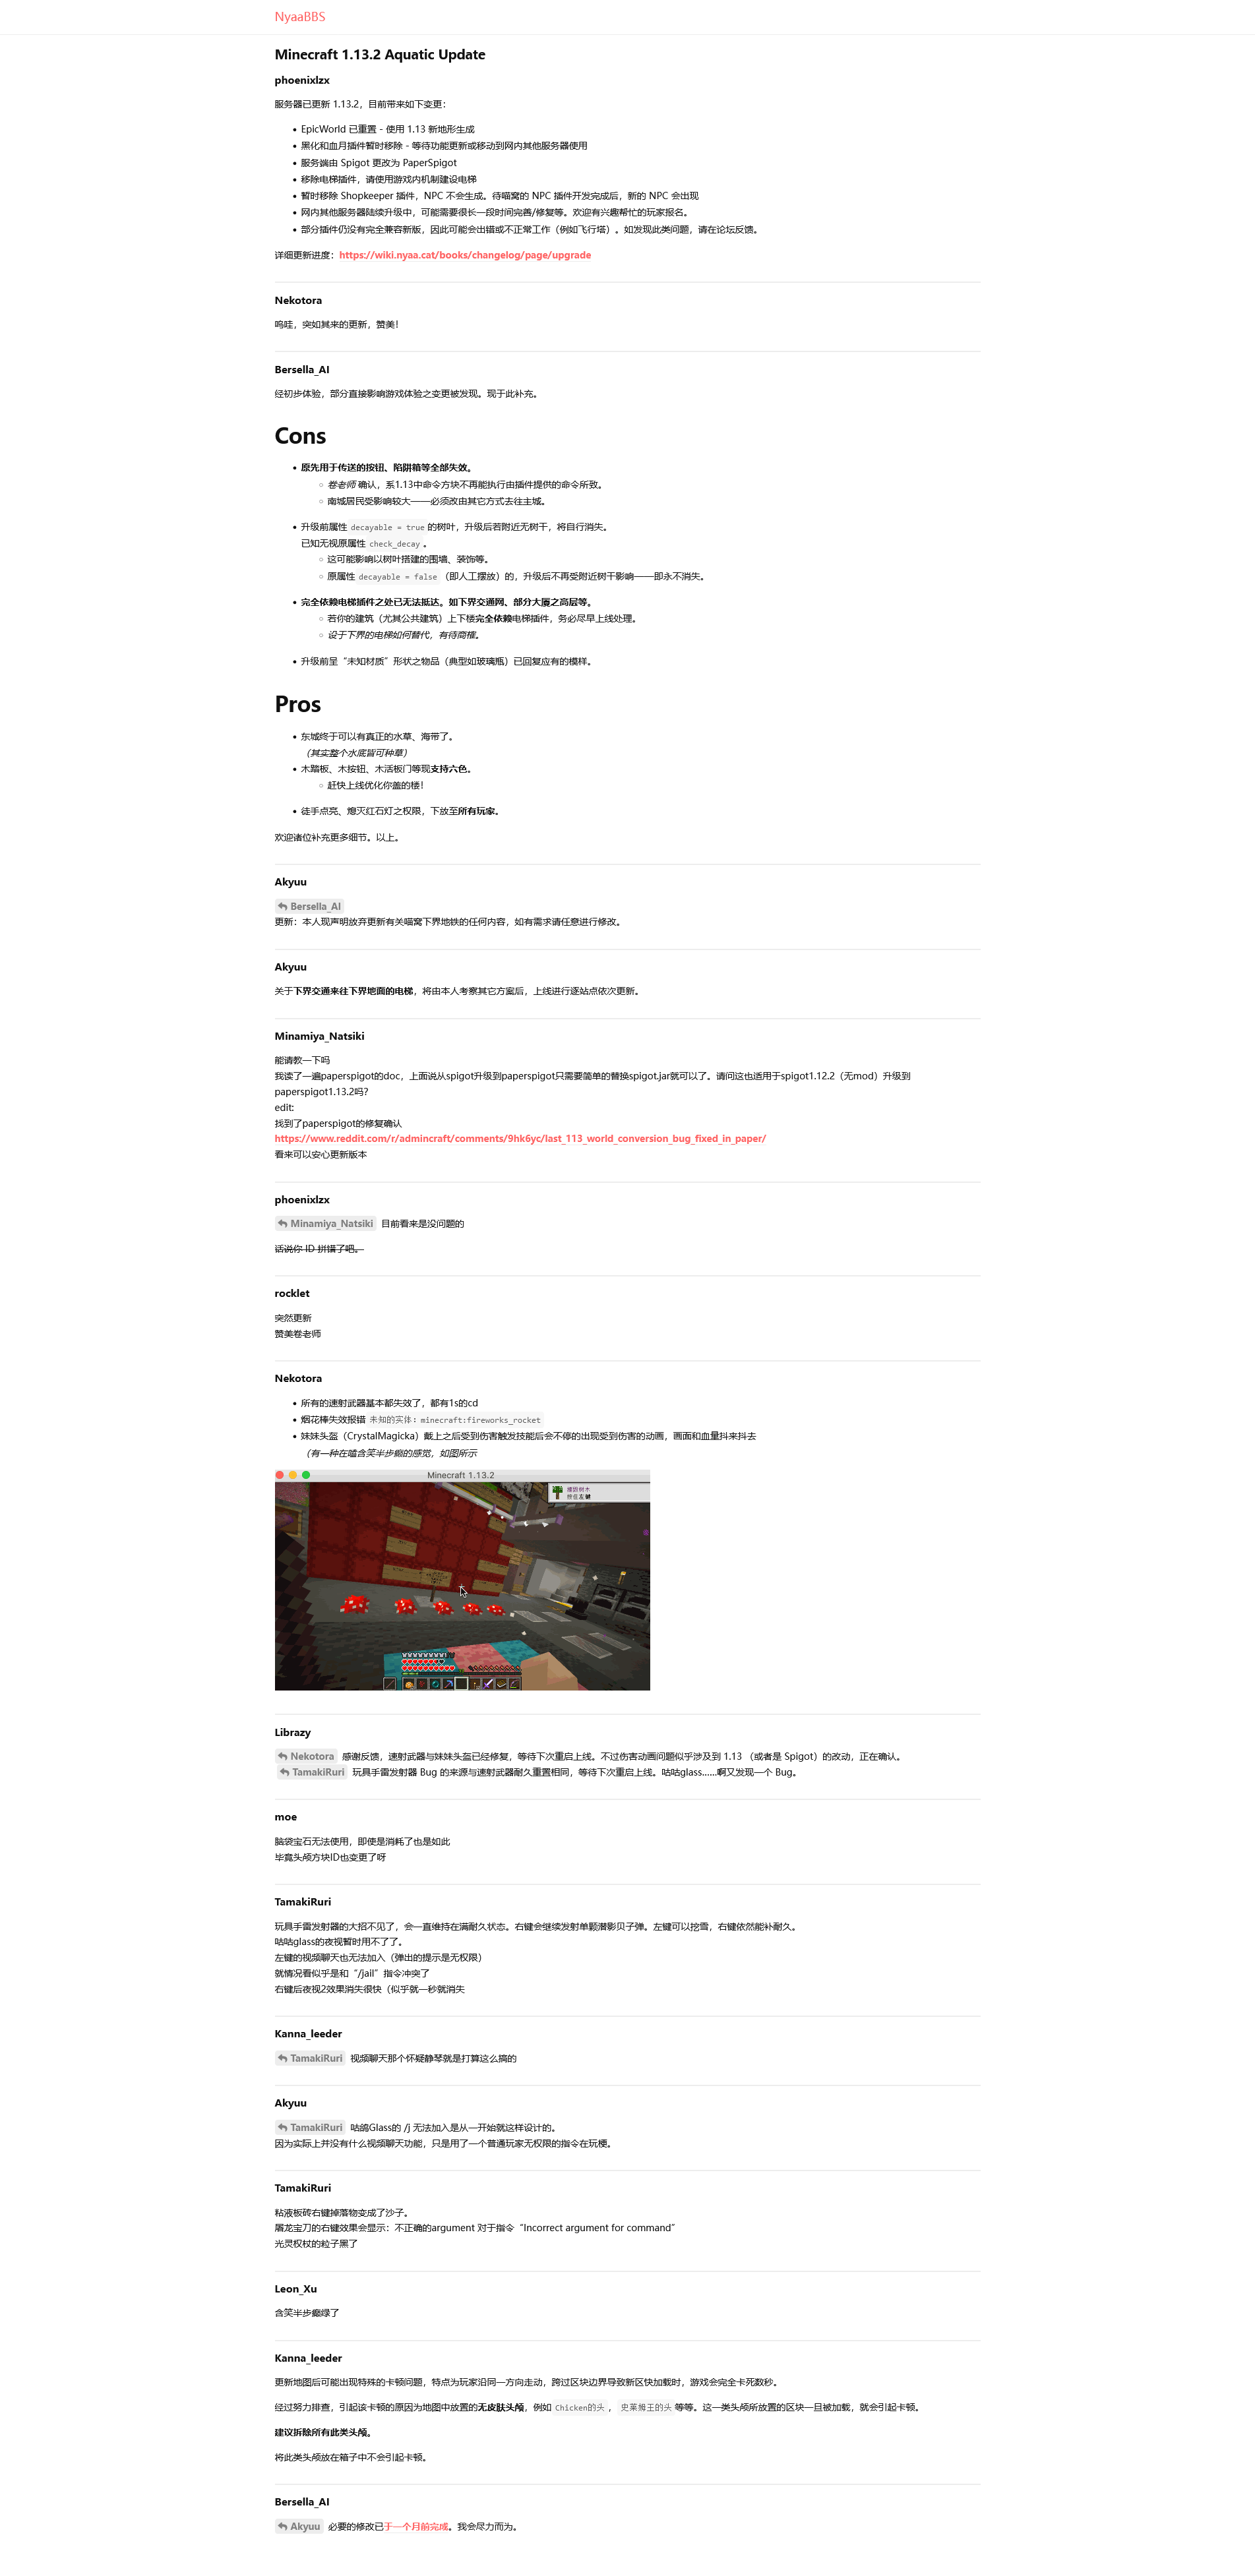 NyaaBBS
Minecraft 1.13.2 Aquatic Update
phoenixlzx
服务器已更新 1.13.2，目前带来如下变更：
EpicWorld 已重置 - 使用 1.13 新地形生成
黑化和血月插件暂时移除 - 等待功能更新或移动到网内其他服务器使用
服务端由 Spigot 更改为 PaperSpigot
移除电梯插件，请使用游戏内机制建设电梯
暂时移除 Shopkeeper 插件，NPC 不会生成。待喵窝的 NPC 插件开发完成后，新的 NPC 会出现
网内其他服务器陆续升级中，可能需要很长一段时间完善/修复等。欢迎有兴趣帮忙的玩家报名。
部分插件仍没有完全兼容新版，因此可能会出错或不正常工作（例如飞行塔）。如发现此类问题，请在论坛反馈。
详细更新进度：https://wiki.nyaa.cat/books/changelog/page/upgrade
Nekotora
呜哇，突如其来的更新，赞美！
Bersella_AI
经初步体验，部分直接影响游戏体验之变更被发现。现于此补充。
Cons
原先用于传送的按钮、陷阱箱等全部失效。
卷老师 确认，系1.13中命令方块不再能执行由插件提供的命令所致。
南城居民受影响较大——必须改由其它方式去往主城。
升级前属性 decayable = true 的树叶，升级后若附近无树干，将自行消失。
已知无视原属性 check_decay 。
这可能影响以树叶搭建的围墙、装饰等。
原属性 decayable = false （即人工摆放）的，升级后不再受附近树干影响——即永不消失。
完全依赖电梯插件之处已无法抵达。如下界交通网、部分大厦之高层等。
若你的建筑（尤其公共建筑）上下楼完全依赖电梯插件，务必尽早上线处理。
设于下界的电梯如何替代，有待商榷。
升级前呈“未知材质”形状之物品（典型如玻璃瓶）已回复应有的模样。
Pros
东城终于可以有真正的水草、海带了。
（其实整个水底皆可种草）
木踏板、木按钮、木活板门等现支持六色。
赶快上线优化你盖的楼！
徒手点亮、熄灭红石灯之权限，下放至所有玩家。
欢迎诸位补充更多细节。以上。
Akyuu
Bersella_AI
更新：本人现声明放弃更新有关喵窝下界地铁的任何内容，如有需求请任意进行修改。
Akyuu
关于下界交通来往下界地面的电梯，将由本人考察其它方案后，上线进行逐站点依次更新。
Minamiya_Natsiki
能请教一下吗
我读了一遍paperspigot的doc，上面说从spigot升级到paperspigot只需要简单的替换spigot.jar就可以了。请问这也适用于spigot1.12.2（无mod）升级到
paperspigot1.13.2吗?
edit:
找到了paperspigot的修复确认
https://www.reddit.com/r/admincraft/comments/9hk6yc/last_113_world_conversion_bug_fixed_in_paper/
看来可以安心更新版本
phoenixlzx
Minamiya_Natsiki 目前看来是没问题的
话说你 ID 拼错了吧。
rocklet
突然更新
赞美卷老师
Nekotora
所有的速射武器基本都失效了，都有1s的cd
烟花棒失效报错 未知的实体：minecraft:fireworks_rocket
妹妹头盔（CrystalMagicka）戴上之后受到伤害触发技能后会不停的出现受到伤害的动画，画面和血量抖来抖去
（有一种在嗑含笑半步癫的感觉，如图所示
Minecraft 1.13.2
Librazy
Nekotora 感谢反馈，速射武器与妹妹头盔已经修复，等待下次重启上线。不过伤害动画问题似乎涉及到 1.13 （或者是 Spigot）的改动，正在确认。
TamakiRuri 玩具手雷发射器 Bug 的来源与速射武器耐久重置相同，等待下次重启上线。咕咕glass……啊又发现一个 Bug。
moe
脑袋宝石无法使用，即使是消耗了也是如此
毕竟头颅方块ID也变更了呀
TamakiRuri
玩具手雷发射器的大招不见了，会一直维持在满耐久状态。右键会继续发射单颗潜影贝子弹。左键可以挖雪，右键依然能补耐久。
咕咕glass的夜视暂时用不了了。
左键的视频聊天也无法加入（弹出的提示是无权限）
就情况看似乎是和“/jail”指令冲突了
右键后夜视2效果消失很快（似乎就一秒就消失
Kanna_leeder
TamakiRuri 视频聊天那个怀疑静琴就是打算这么搞的
Akyuu
TamakiRuri 咕鸽Glass的 /j 无法加入是从一开始就这样设计的。
因为实际上并没有什么视频聊天功能，只是用了一个普通玩家无权限的指令在玩梗。
TamakiRuri
粘液板砖右键掉落物变成了沙子。
屠龙宝刀的右键效果会显示：不正确的argument 对于指令“Incorrect argument for command”
光灵权杖的粒子黑了
Leon_Xu
含笑半步癫绿了
Kanna_leeder
更新地图后可能出现特殊的卡顿问题，特点为玩家沿同一方向走动，跨过区块边界导致新区快加载时，游戏会完全卡死数秒。
经过努力排查，引起该卡顿的原因为地图中放置的无皮肤头颅，例如 Chicken的头 ， 史莱姆王的头 等等。这一类头颅所放置的区块一旦被加载，就会引起卡顿。
建议拆除所有此类头颅。
将此类头颅放在箱子中不会引起卡顿。
Bersella_AI
Akyuu 必要的修改已于一个月前完成。我会尽力而为。